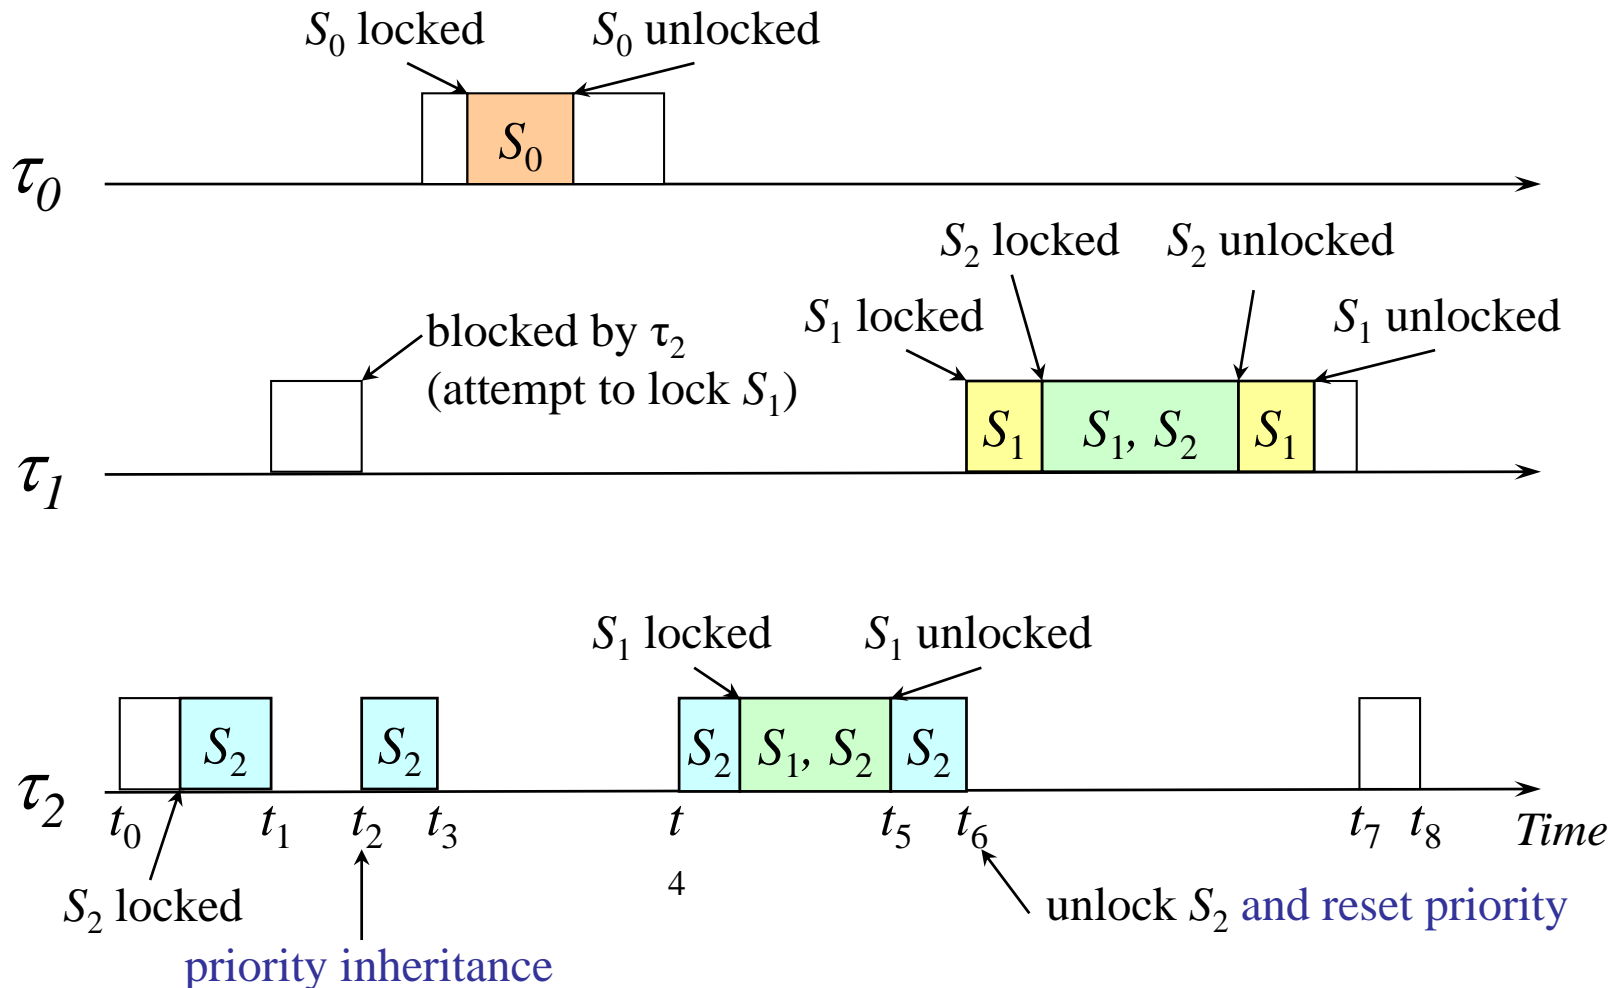 S₀ locked
S₀ unlocked
S₀
τ₀
S₂ locked
S₂ unlocked
S₁ locked
S₁ unlocked
blocked by τ₂
(attempt to lock S₁)
S₁
S₁, S₂
S₁
τ₁
S₁ locked
S₁ unlocked
S₂
S₂
S₂
S₁, S₂
S₂
τ₂
t₀
t₁
t₂
t₃
t
4
t₅
t₆
t₇
t₈
Time
S₂ locked
unlock S₂ and reset priority
priority inheritance